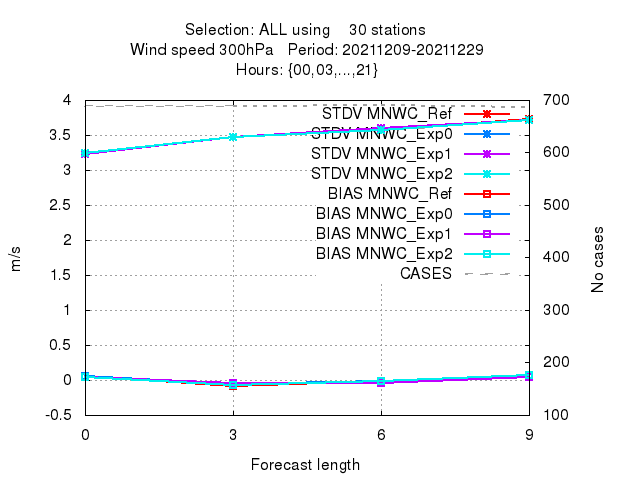 Selection: ALL using 30 stations
Wind speed 300hPa Period: 20211209-20211229
Hours: {00,03,...,21}
4
3.5
3
2.5
2
1.5
1
0.5
0
-0.5
m/s
700
600
500
400
300
200
100
No cases
STDV MNWC_Ref
STDV MNWC_Exp0
STDV MNWC_Exp1
STDV MNWC_Exp2
BIAS MNWC_Ref
BIAS MNWC_Exp0
BIAS MNWC_Exp1
BIAS MNWC_Exp2
CASES
0 3 6 9
Forecast length